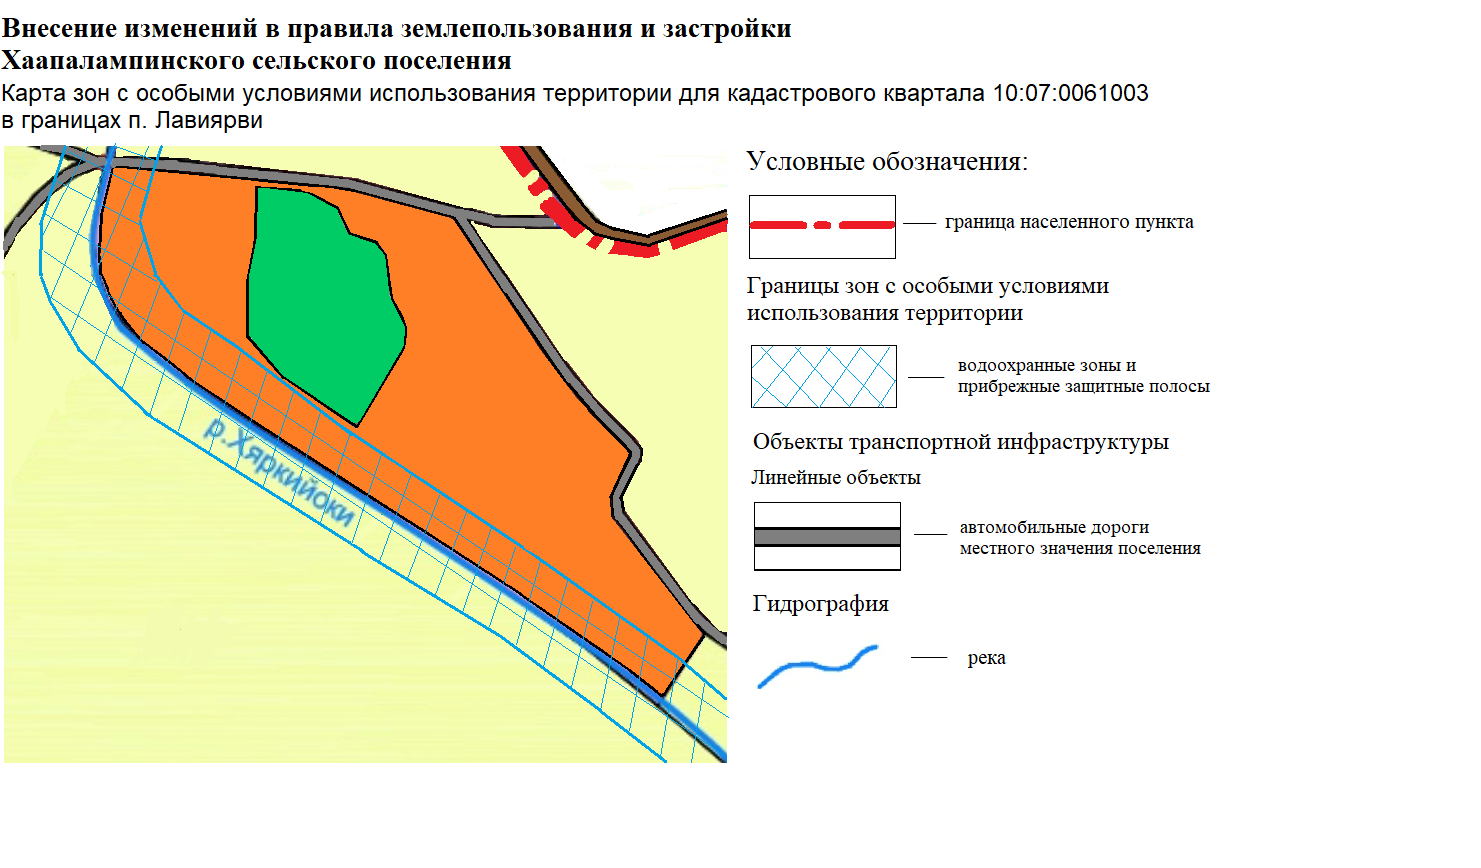 Внесение изменений в правила землепользования и застройки
Хаапалампинского сельского поселения
Карта зон с особыми условиями использования территории для кадастрового квартала 10:07:0061003
в границах п. Лавиярви
Условные обозначения:
граница населенного пункта
Границы зон с особыми условиями
использования территории
водоохранные зоны и
прибрежные защитные полосы
Объекты транспортной инфраструктуры
Линейные объекты
автомобильные дороги
местного значения поселения
Гидрография
река
р.Хяркийоки